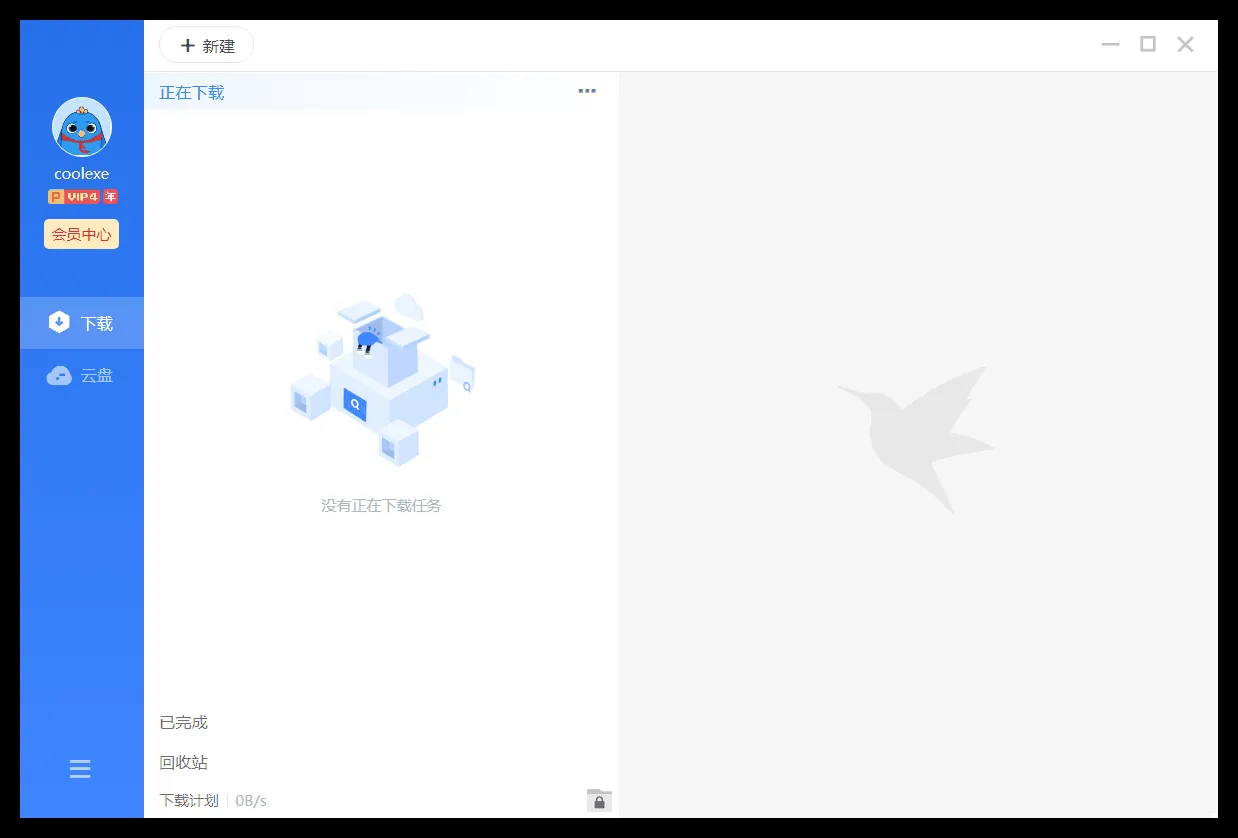 新建
正在下载
coolexe
P VIP4 年
会员中心
下载
云盘
没有正在下载任务
已完成
回收站
下载计划 0B/s